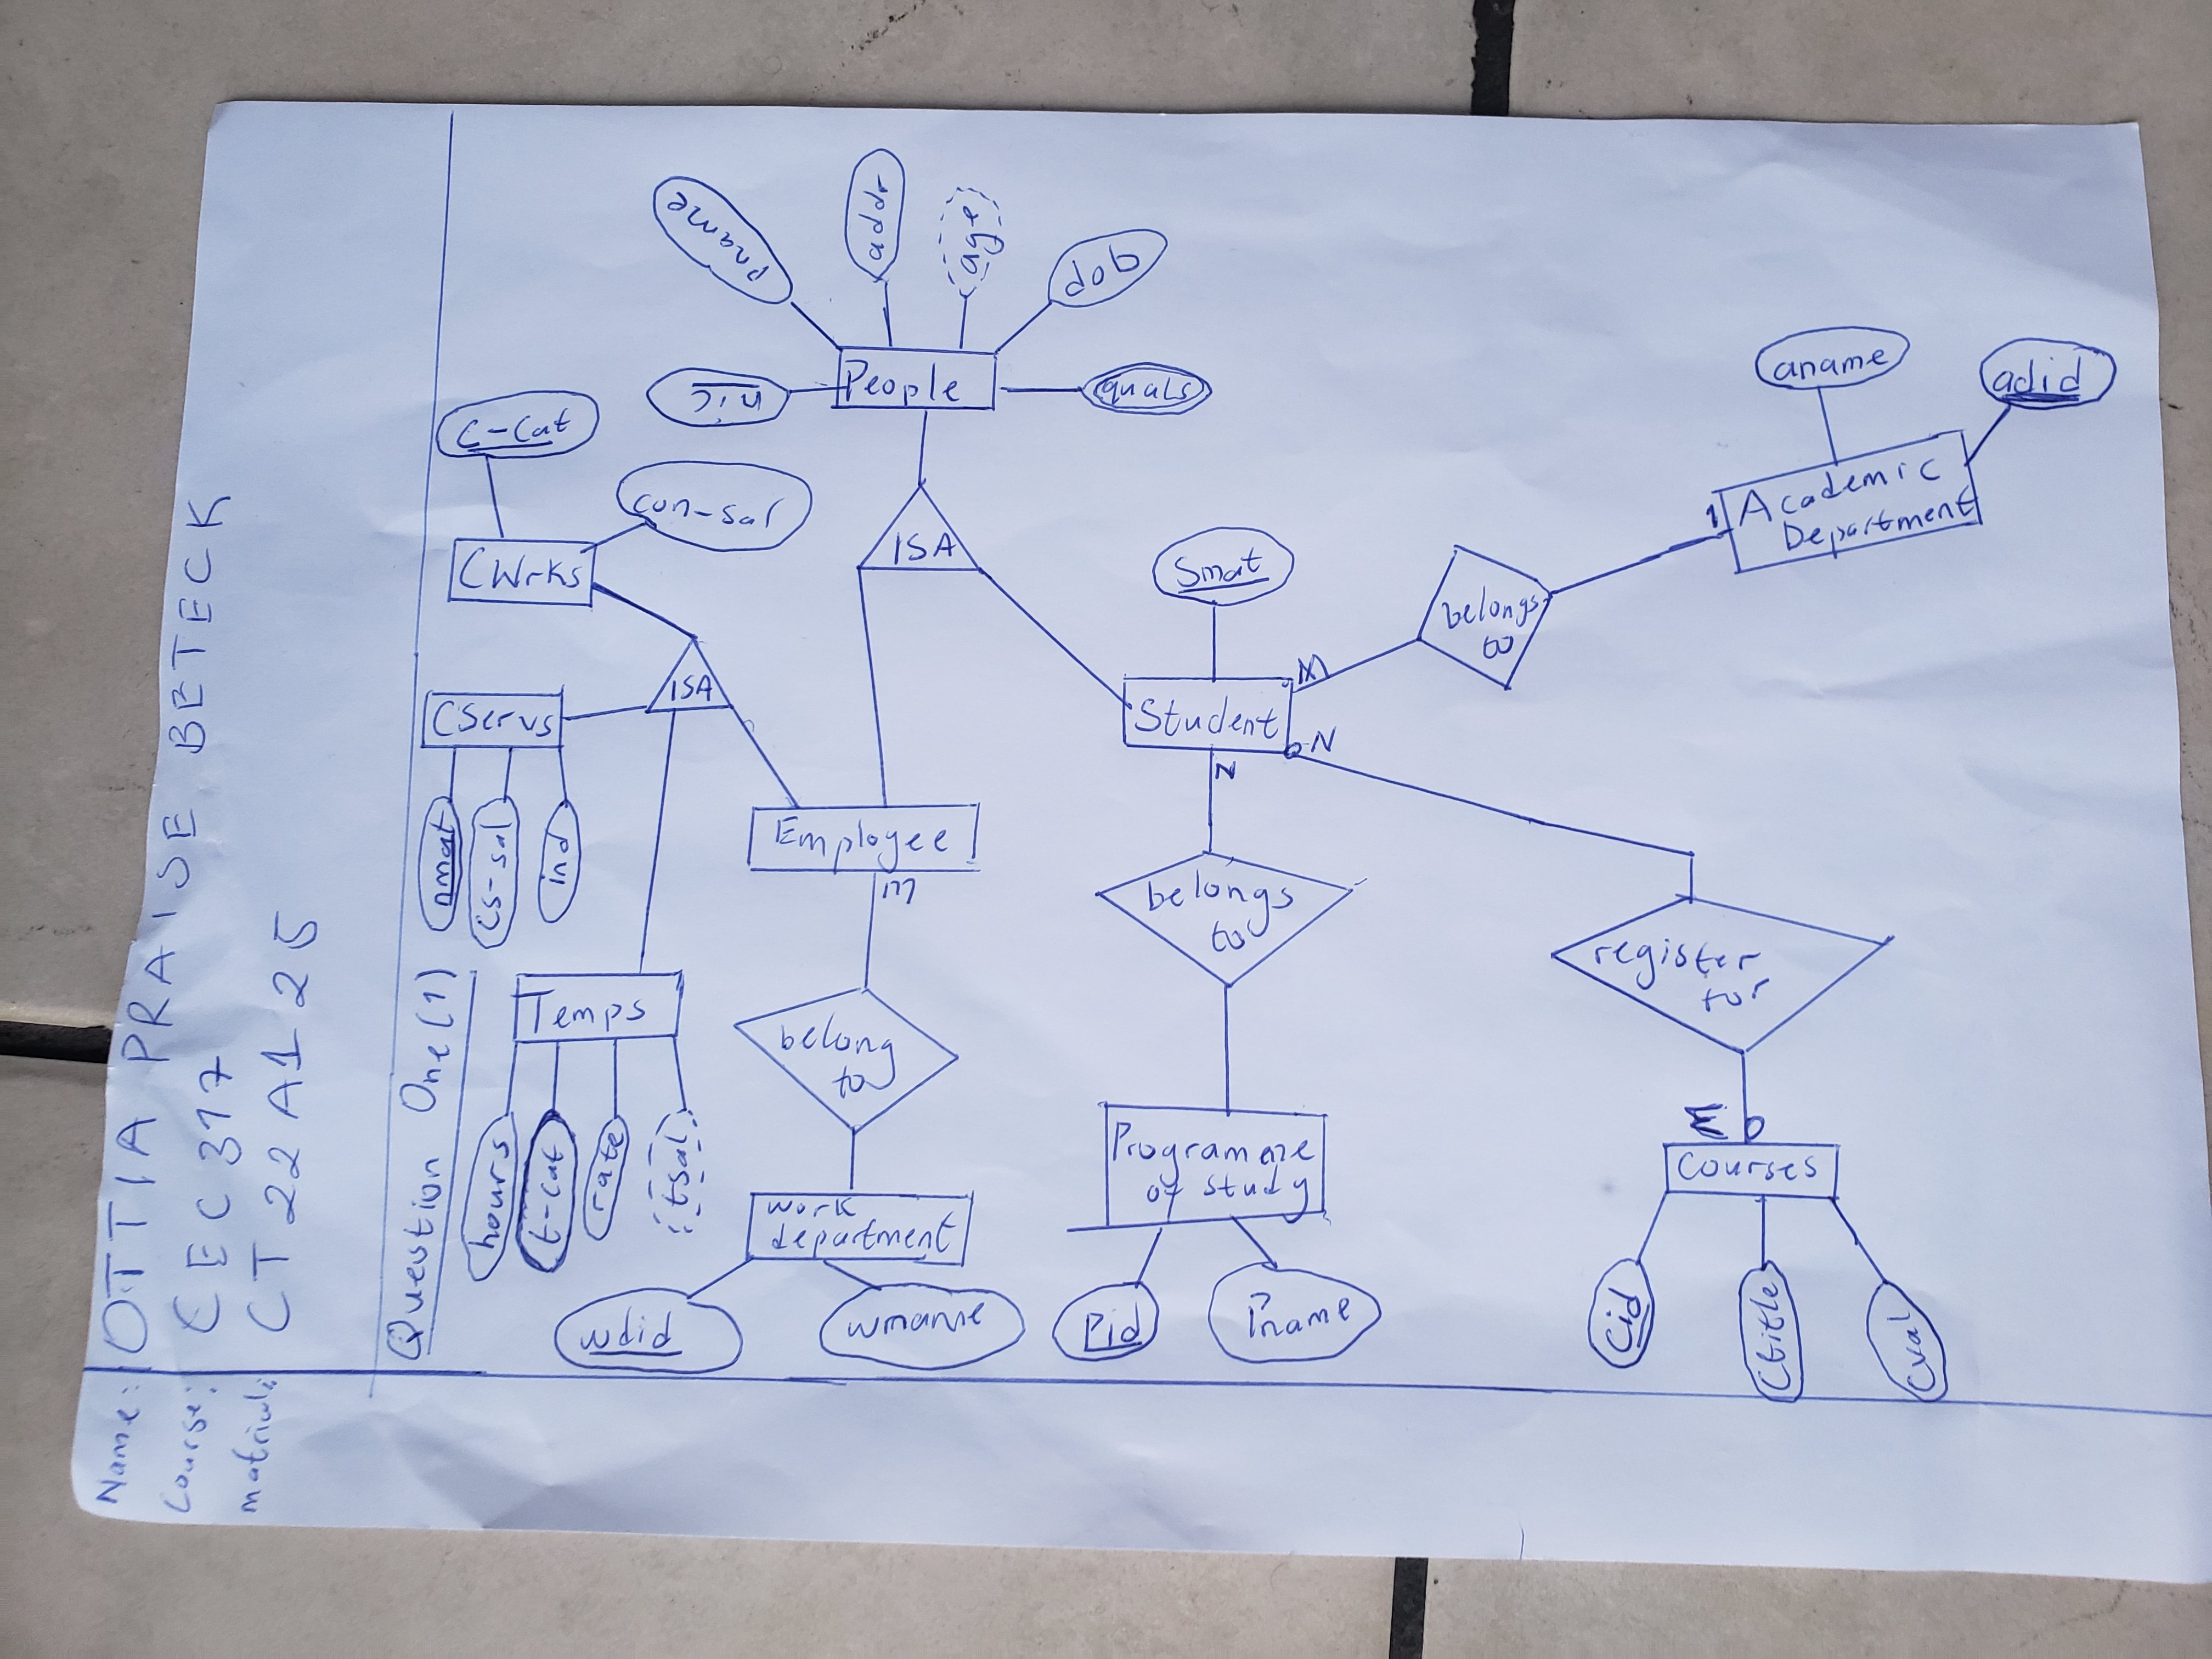 Name: OTTIA PRAISE BETECK
Course: CEC 317
matricule: CT22A125
Question One (1)
C-cat
con-sar
CWrks
nmat
cs-sal
ind
CServs
hours
t-cat
rate
tsal
Temps
ISA
pname
addr
age
dob
quals
People
ISA
Employee
m
belong
to
work
department
wdid
wname
Smat
Student
N
M
N
belongs
to
Programme
of study
Pid
Pname
belongs
to
1
Academic
Department
aname
adid
register
for
M
Courses
Cid
Ctitle
Cval